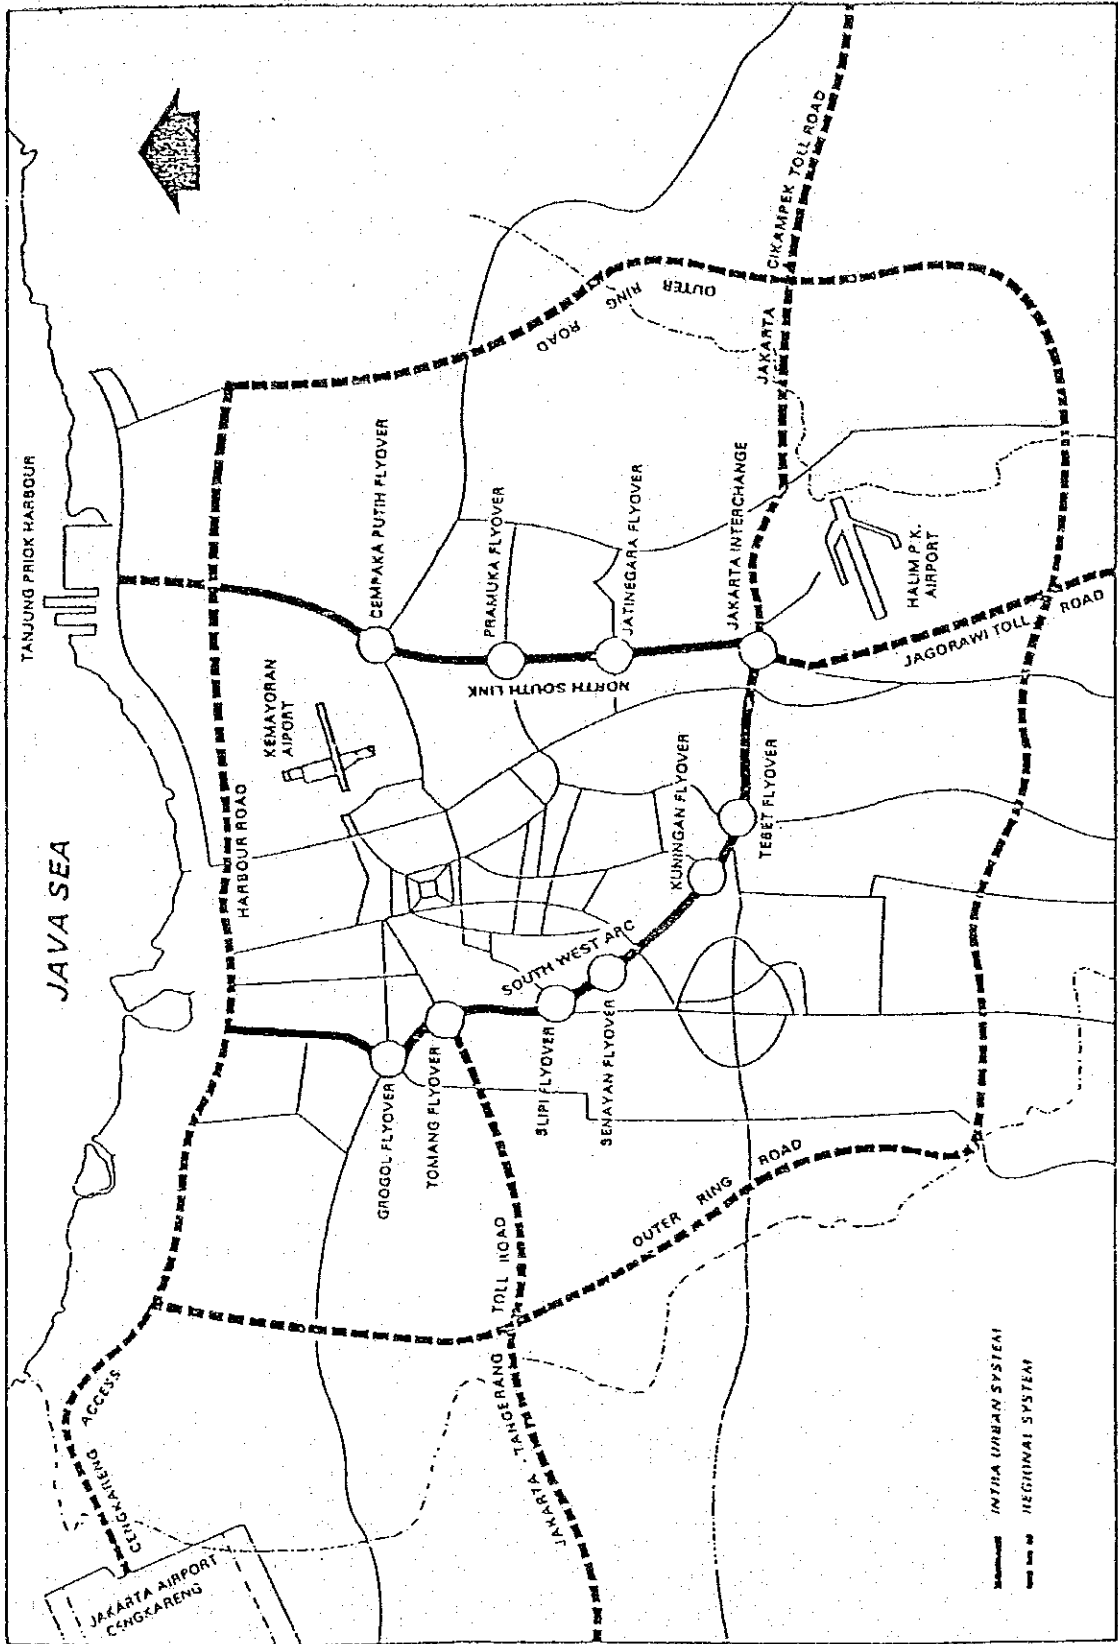 JAVA SEA
TANJUNG PRIOK HARBOUR
JAKARTA AIRPORT
CENGKARENG
CENGKARENG ACCESS
HARBOUR ROAD
KEMAYORAN
AIPORT
CEMPAKA PUTIH FLYOVER
PRAMUKA FLYOVER
JATINEGARA FLYOVER
JAKARTA INTERCHANGE
NORTH SOUTH LINK
OUTER RING ROAD
JAKARTA CIKAMPEK TOLL ROAD
HALIM P.K.
AIRPORT
JAGORAWI TOLL ROAD
TEBET FLYOVER
KUNINGAN FLYOVER
SOUTH WEST ARC
SENAYAN FLYOVER
SLIPI FLYOVER
TOMANG FLYOVER
GROGOL FLYOVER
JAKARTA - TANGERANG TOLL ROAD
OUTER RING ROAD
INTRA URBAN SYSTEM
REGIONAL SYSTEM